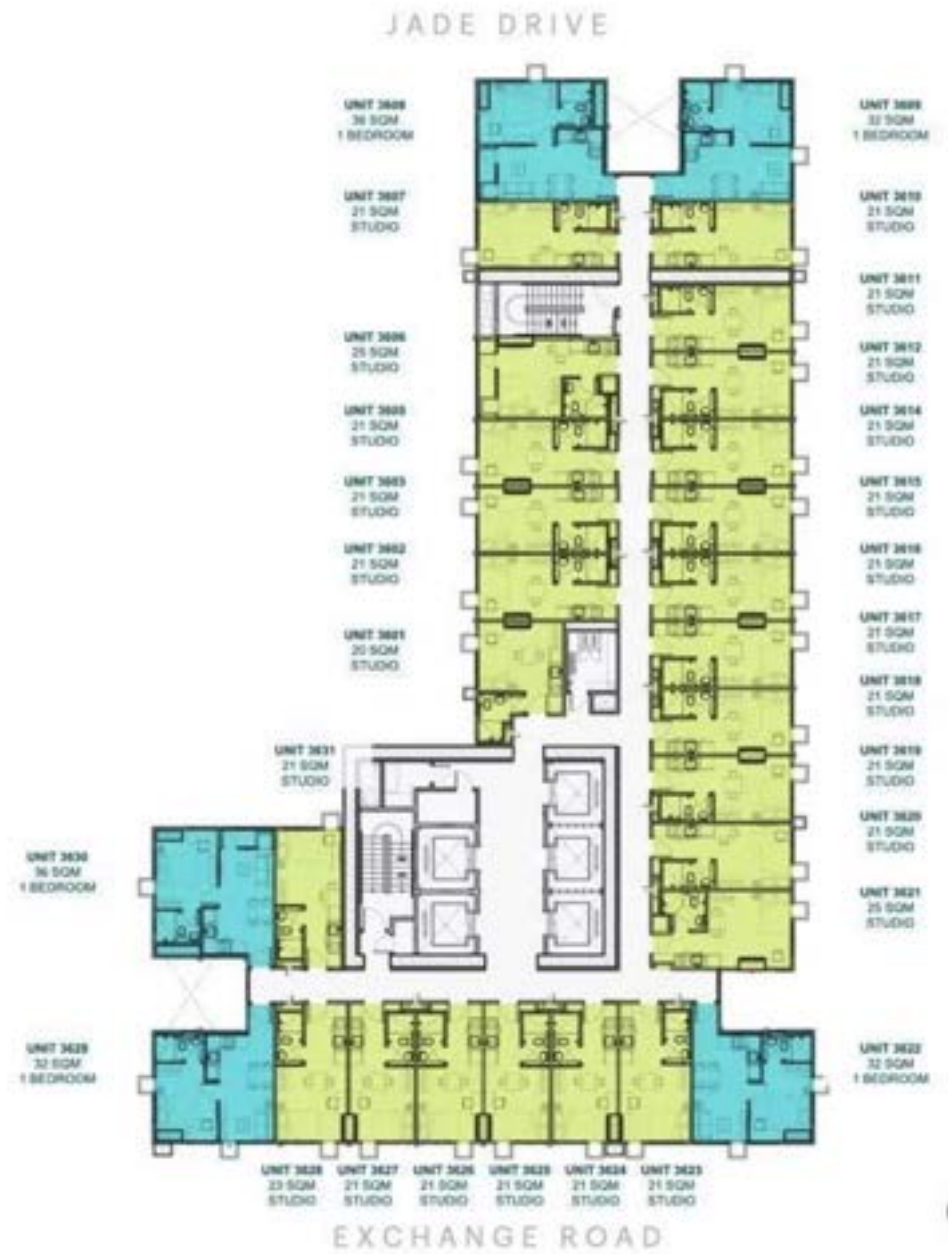 JADE DRIVE
UNIT 3608
36 SQM
1 BEDROOM
UNIT 3607
21 SQM
STUDIO
UNIT 3606
25 SQM
STUDIO
UNIT 3605
21 SQM
STUDIO
UNIT 3603
21 SQM
STUDIO
UNIT 3602
21 SQM
STUDIO
UNIT 3601
20 SQM
STUDIO
UNIT 3631
21 SQM
STUDIO
UNIT 3630
36 SQM
1 BEDROOM
UNIT 3629
32 SQM
1 BEDROOM
UNIT 3609
32 SQM
1 BEDROOM
UNIT 3610
21 SQM
STUDIO
UNIT 3611
21 SQM
STUDIO
UNIT 3612
21 SQM
STUDIO
UNIT 3614
21 SQM
STUDIO
UNIT 3615
21 SQM
STUDIO
UNIT 3616
21 SQM
STUDIO
UNIT 3617
21 SQM
STUDIO
UNIT 3618
21 SQM
STUDIO
UNIT 3619
21 SQM
STUDIO
UNIT 3620
21 SQM
STUDIO
UNIT 3621
25 SQM
STUDIO
UNIT 3622
32 SQM
1 BEDROOM
UNIT 3628
23 SQM
STUDIO
UNIT 3627
21 SQM
STUDIO
UNIT 3626
21 SQM
STUDIO
UNIT 3625
21 SQM
STUDIO
UNIT 3624
21 SQM
STUDIO
UNIT 3623
21 SQM
STUDIO
EXCHANGE ROAD